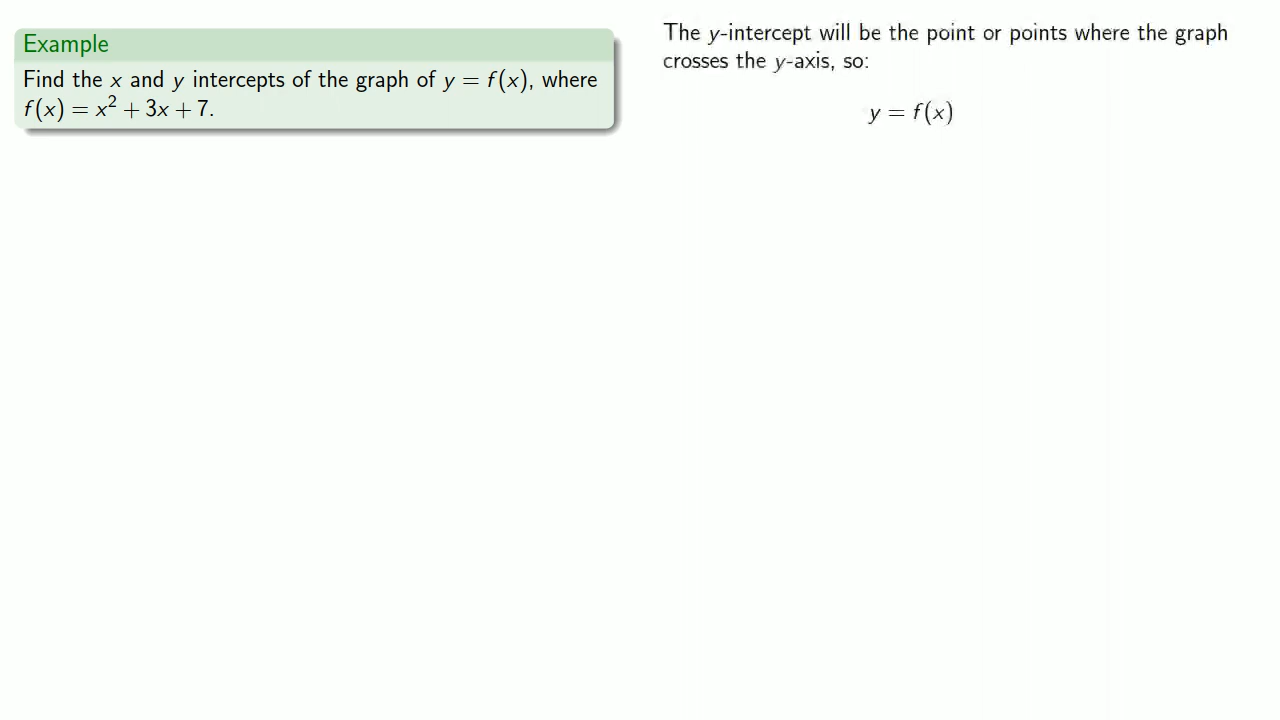 Example
Find the x and y intercepts of the graph of y = f(x), where
f(x) = x² + 3x + 7.
The y-intercept will be the point or points where the graph
crosses the y-axis, so:
y = f(x)